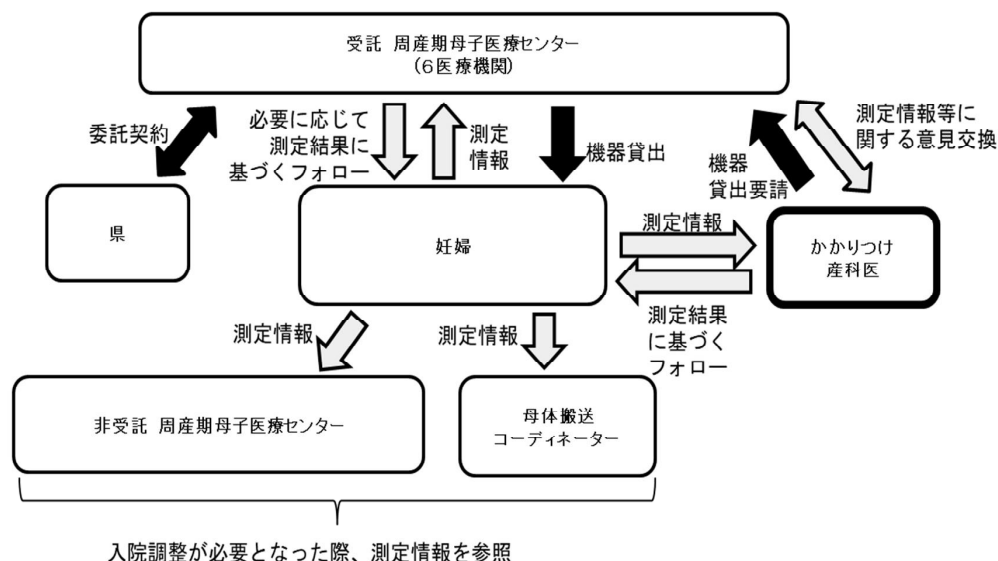 受託 周産期母子医療センター
(6医療機関)
委託契約
必要に応じて
測定結果に
基づくフォロー
測定
情報
機器貸出
機器
貸出要請
測定情報等に
関する意見交換
県
妊婦
測定情報
かかりつけ
産科医
測定結果
に基づく
フォロー
測定情報
測定情報
非受託 周産期母子医療センター
母体搬送
コーディネーター
入院調整が必要となった際、測定情報を参照